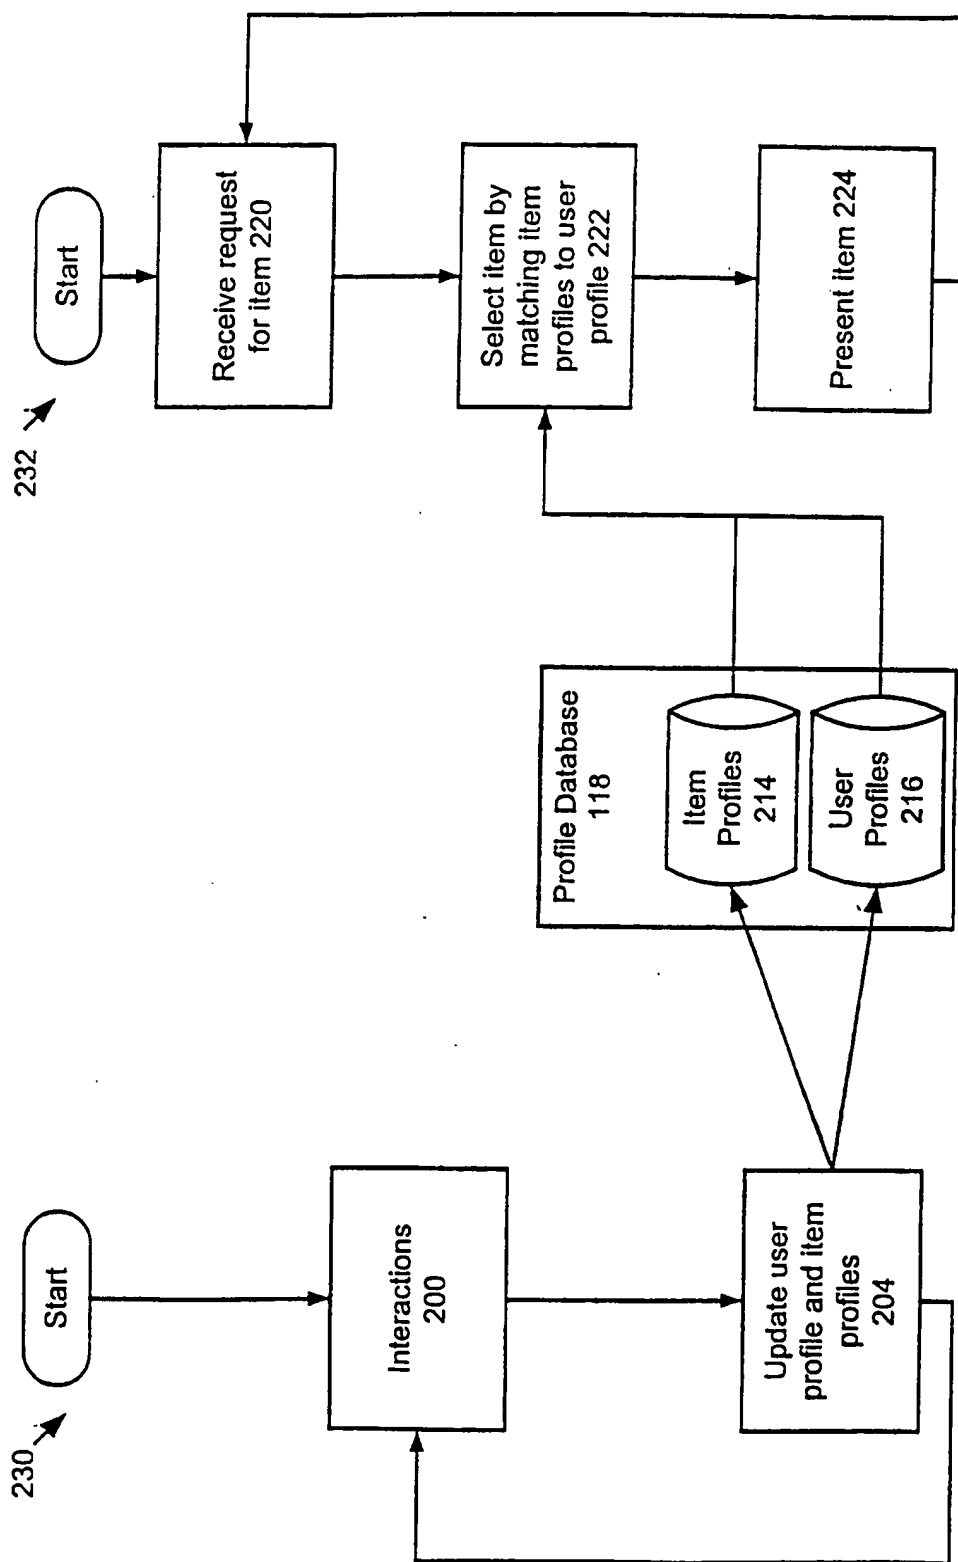 230
Start
Interactions
200
Update user
profile and item
profiles
204
Profile Database
118
Item
Profiles
214
User
Profiles
216
232
Start
Receive request
for item 220
Select item by
matching item
profiles to user
profile 222
Present item 224